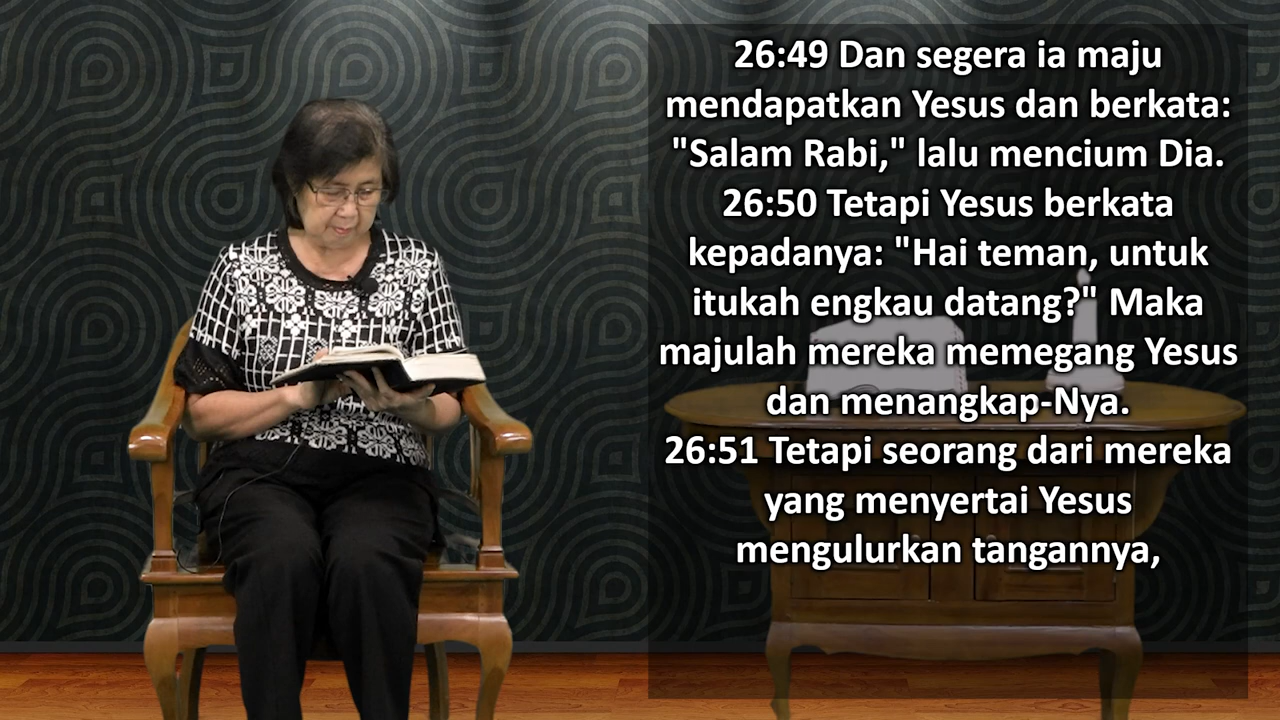 26:49 Dan segera ia maju
mendapatkan Yesus dan berkata:
"Salam Rabi," lalu mencium Dia.
26:50 Tetapi Yesus berkata
kepadanya: "Hai teman, untuk
itukah engkau datang?" Maka
majulah mereka memegang Yesus
dan menangkap-Nya.
26:51 Tetapi seorang dari mereka
yang menyertai Yesus
mengulurkan tangannya,